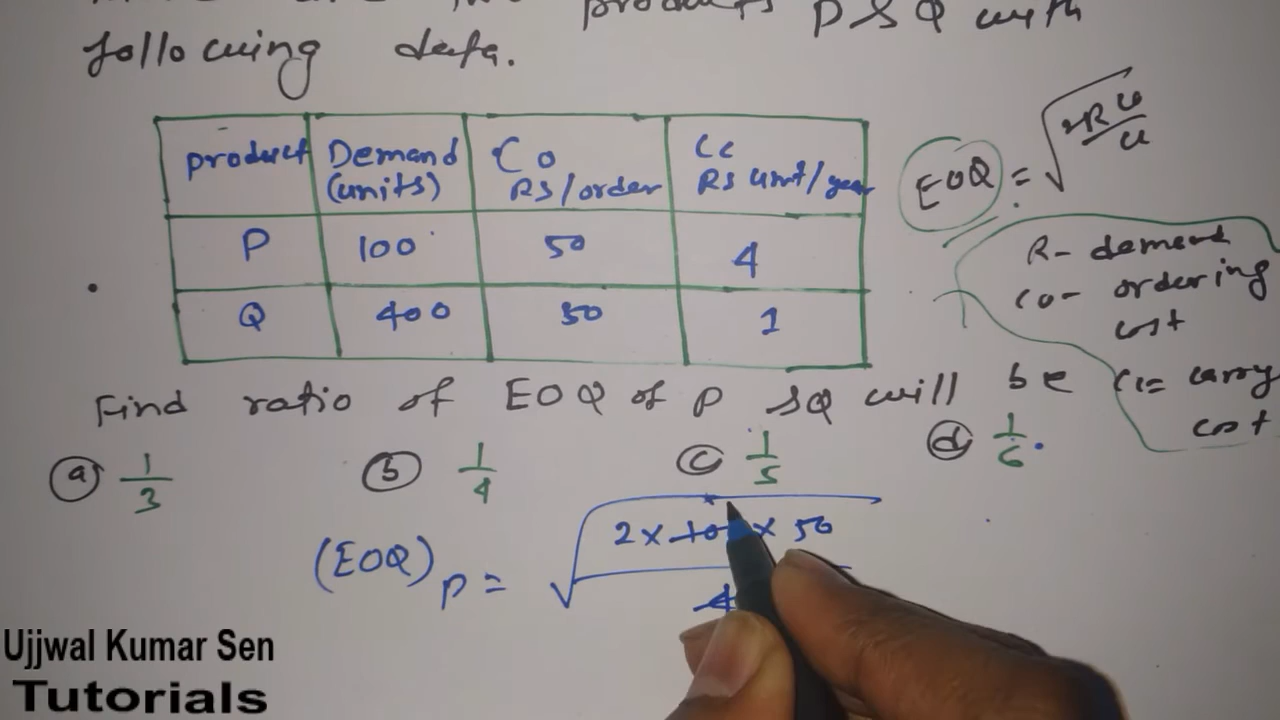 products P & Q with
following data.
product Demand (units) Co RS/order Cc RS unit/year
P 100 50 4
Q 400 50 1
EOQ = √2RCo/Cc
R- demand
Co- ordering
cost
Cc= carry
cost
Find ratio of EOQ of P & Q will be
(a) 1/3 (b) 1/4 (c) 1/5 (d) 1/6.
(EOQ)P = √2 × 100 × 50 / 4
Ujjwal Kumar Sen
Tutorials